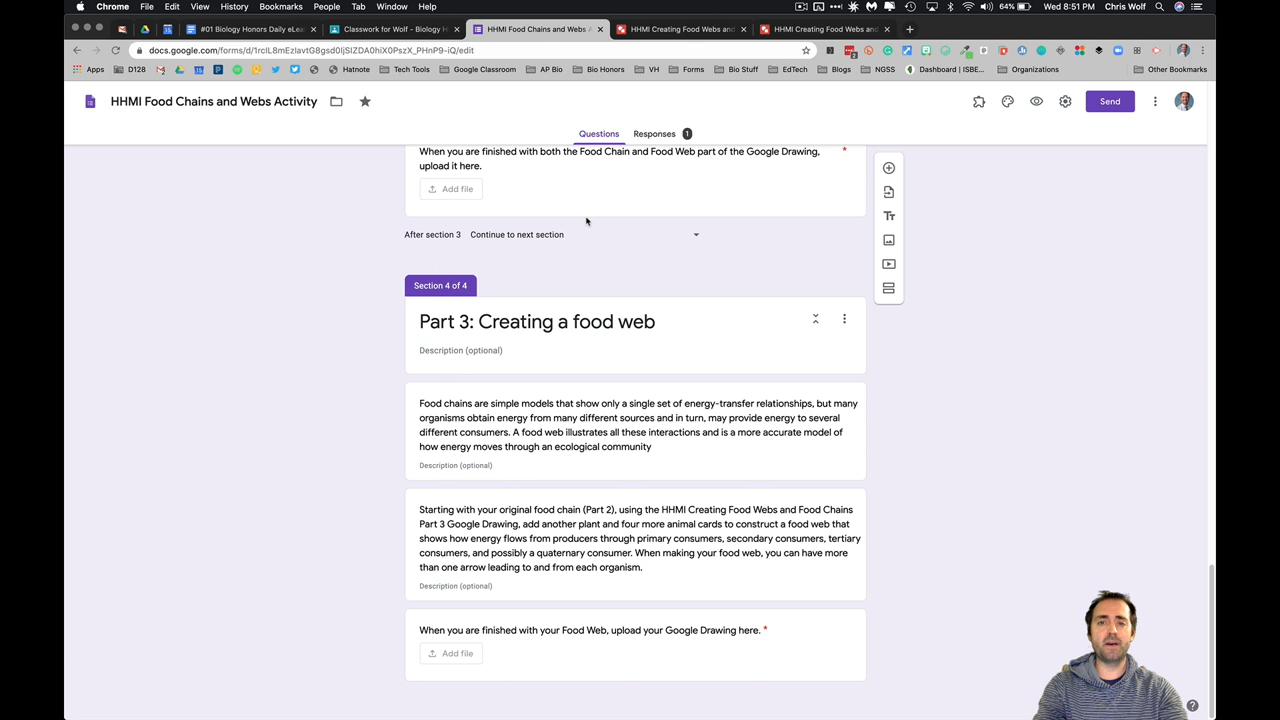 Chrome File Edit View History Bookmarks People Tab Window Help 64% Wed 8:51 PM Chris Wolf
#01 Biology Honors Daily eLea
Classwork for Wolf - Biology H
HHMI Food Chains and Webs A
HHMI Creating Food Webs and
HHMI Creating Food Webs and
docs.google.com/forms/d/1rclL8mEzIavtG8gsd0ljSIZDA0hiX0PszX_PHnP9-iQ/edit
Apps D128 Hatnote Tech Tools Google Classroom AP Bio Bio Honors VH Forms Bio Stuff EdTech Blogs NGSS Dashboard | ISBE... Organizations Other Bookmarks
HHMI Food Chains and Webs Activity
Send
Questions Responses 1
When you are finished with both the Food Chain and Food Web part of the Google Drawing, *
upload it here.
Add file
After section 3 Continue to next section
Section 4 of 4
Part 3: Creating a food web
Description (optional)
Food chains are simple models that show only a single set of energy-transfer relationships, but many
organisms obtain energy from many different sources and in turn, may provide energy to several
different consumers. A food web illustrates all these interactions and is a more accurate model of
how energy moves through an ecological community
Description (optional)
Starting with your original food chain (Part 2), using the HHMI Creating Food Webs and Food Chains
Part 3 Google Drawing, add another plant and four more animal cards to construct a food web that
shows how energy flows from producers through primary consumers, secondary consumers, tertiary
consumers, and possibly a quaternary consumer. When making your food web, you can have more
than one arrow leading to and from each organism.
Description (optional)
When you are finished with your Food Web, upload your Google Drawing here. *
Add file